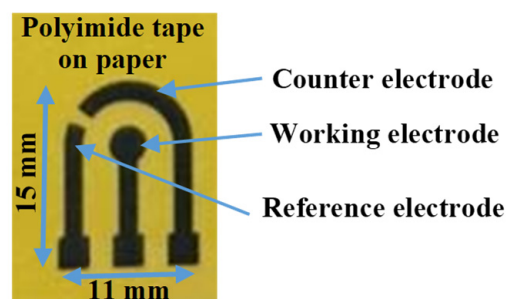 Polyimide tape
on paper
Counter electrode
Working electrode
Reference electrode
15 mm
11 mm